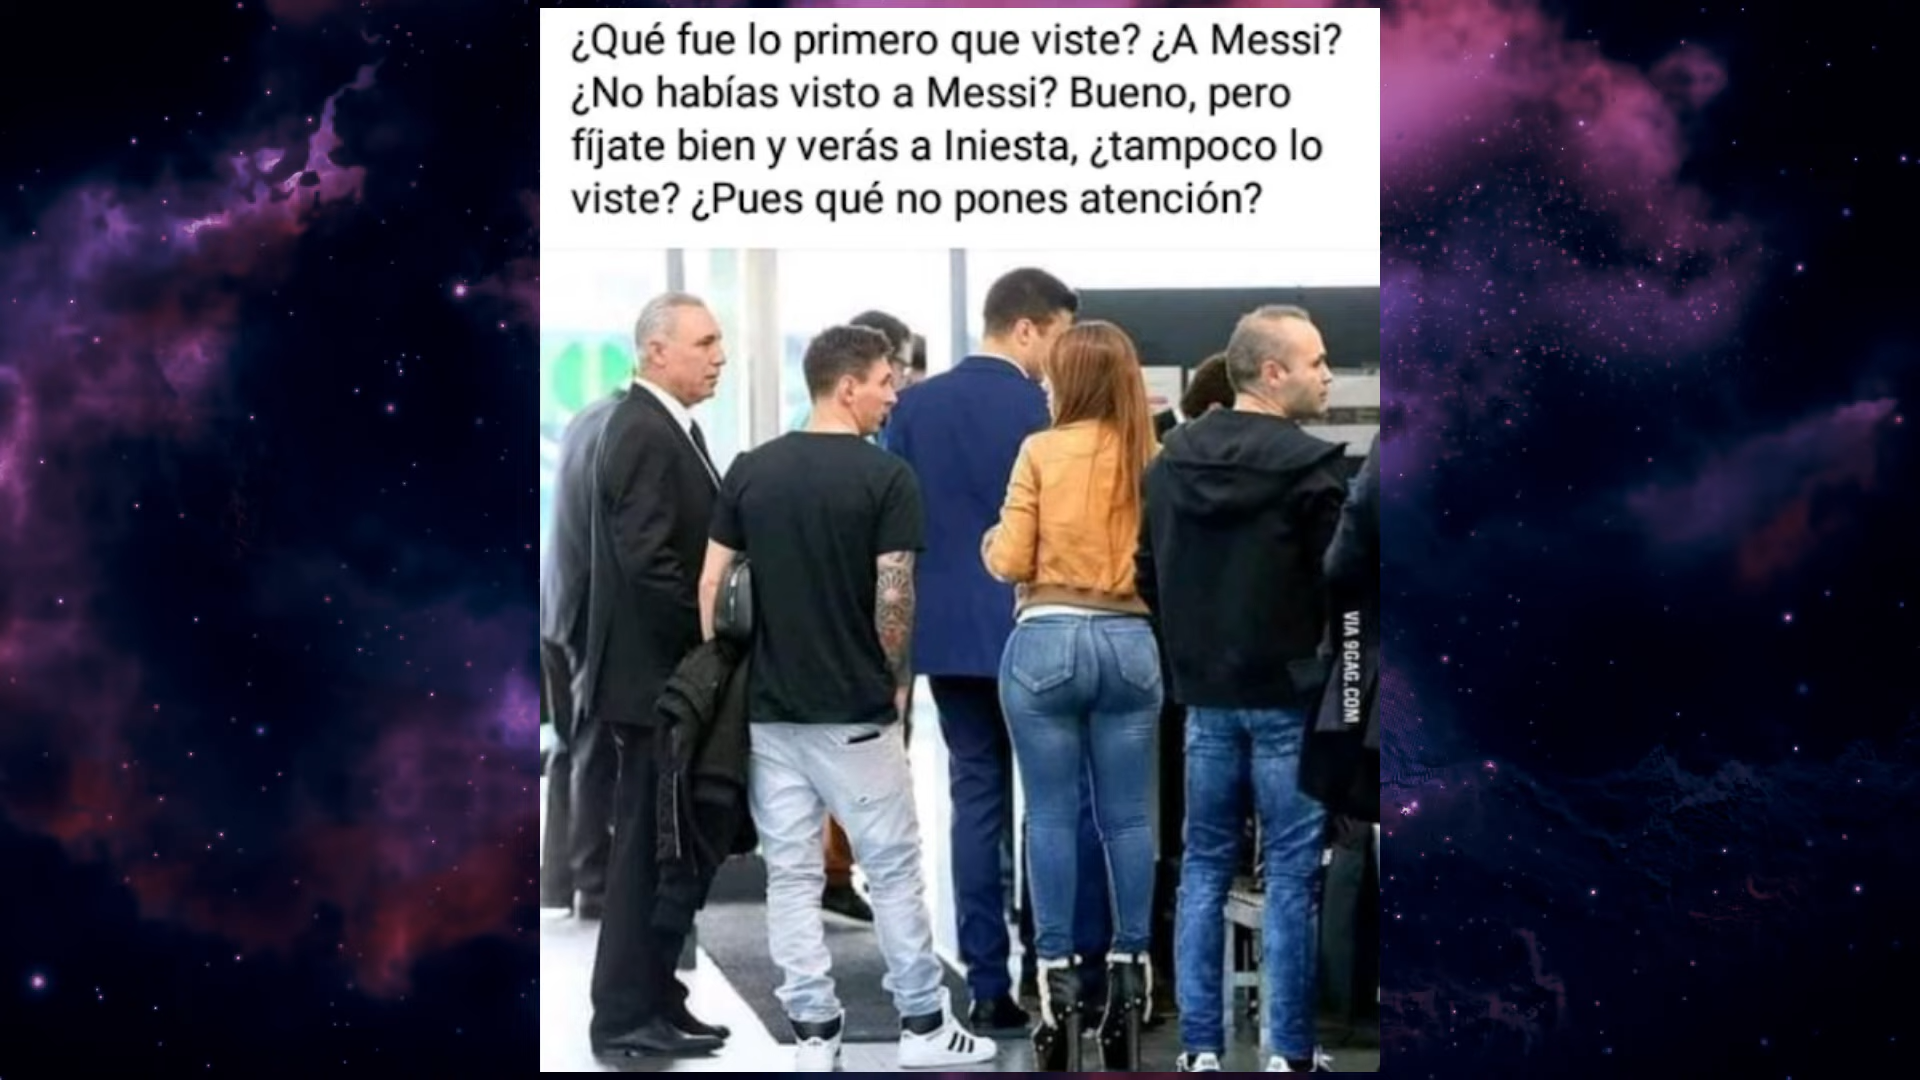 ¿Qué fue lo primero que viste? ¿A Messi?
¿No habías visto a Messi? Bueno, pero
fíjate bien y verás a Iniesta, ¿tampoco lo
viste? ¿Pues qué no pones atención?
VIA 9GAG.COM